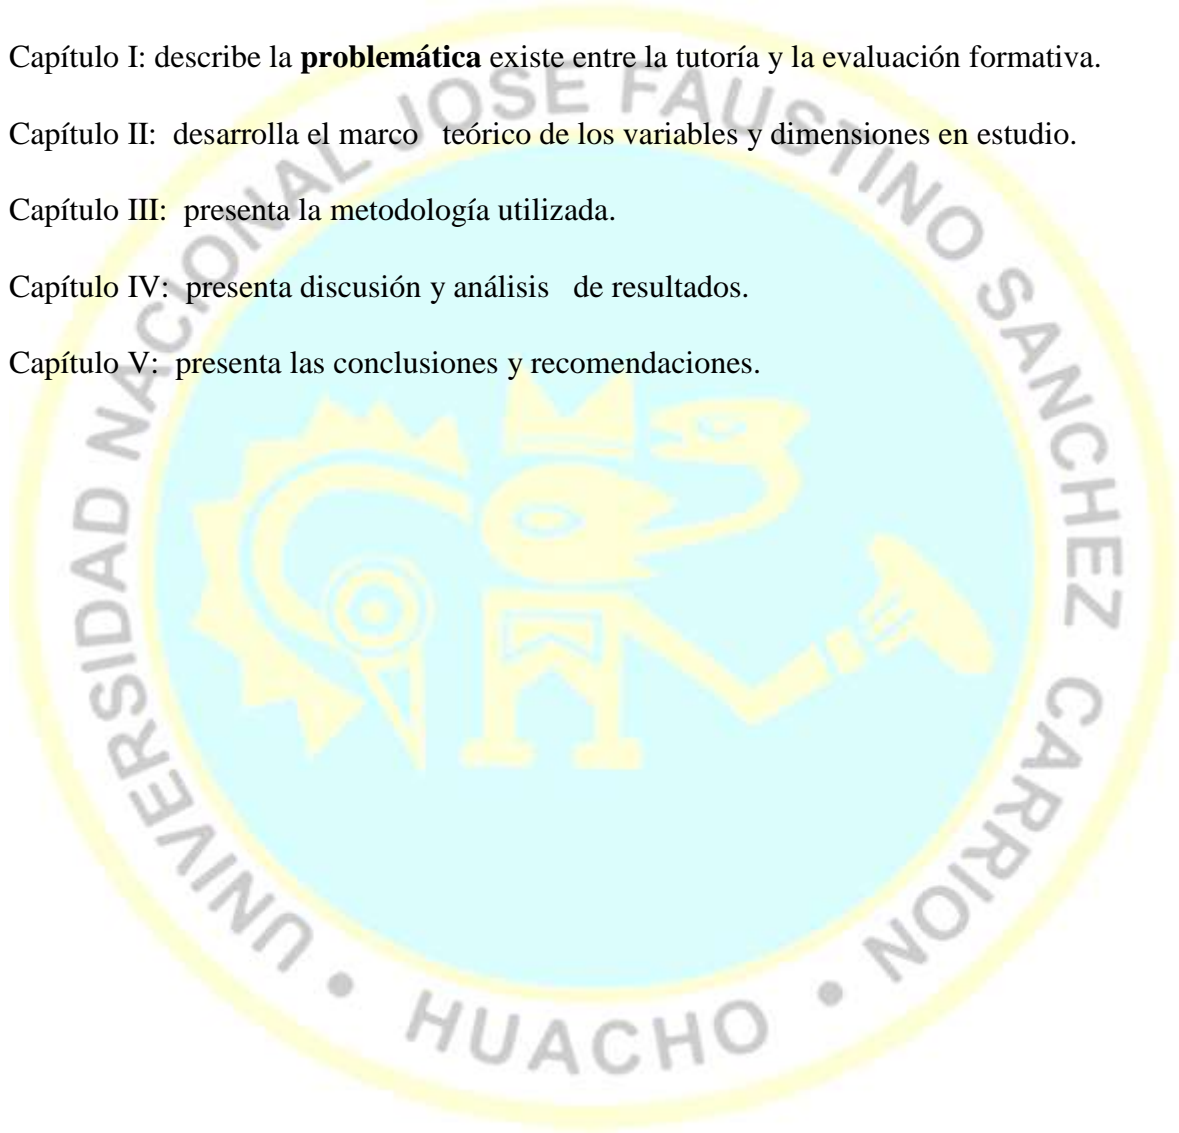 Capítulo I: describe la problemática existe entre la tutoría y la evaluación formativa.
Capítulo II:  desarrolla el marco   teórico de los variables y dimensiones en estudio.
Capítulo III:  presenta la metodología utilizada.
Capítulo IV:  presenta discusión y análisis   de resultados.
Capítulo V:  presenta las conclusiones y recomendaciones.
UNIVERSIDAD NACIONAL JOSE FAUSTINO SANCHEZ CARRION • HUACHO •